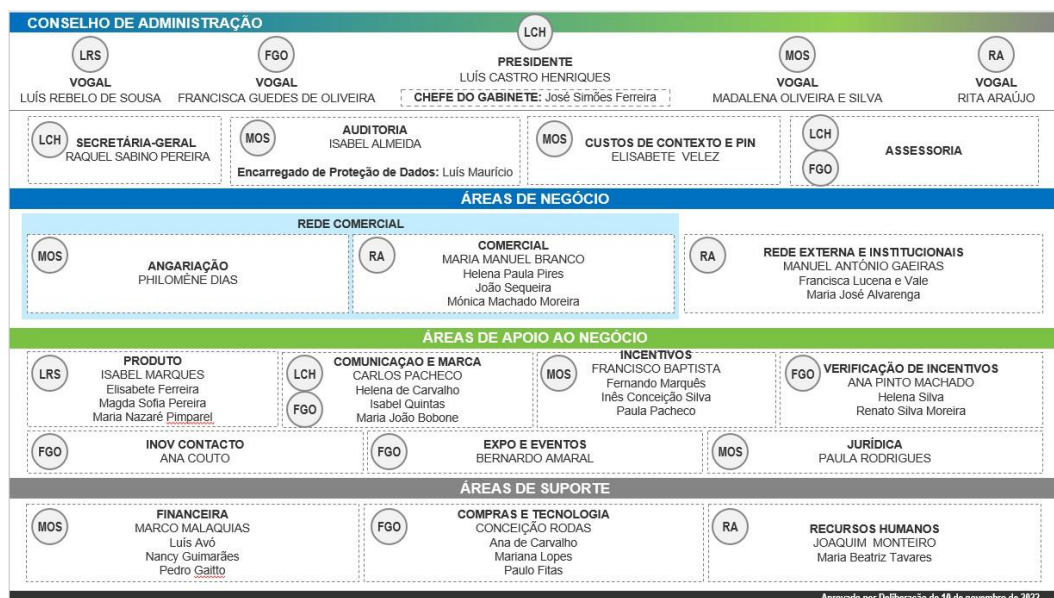 CONSELHO DE ADMINISTRAÇÃO
LRS
VOGAL
LUÍS REBELO DE SOUSA
FGO
VOGAL
FRANCISCA GUEDES DE OLIVEIRA
LCH
PRESIDENTE
LUÍS CASTRO HENRIQUES
CHEFE DO GABINETE: José Simões Ferreira
MOS
VOGAL
MADALENA OLIVEIRA E SILVA
RA
VOGAL
RITA ARAÚJO
LCH
SECRETÁRIA-GERAL
RAQUEL SABINO PEREIRA
MOS
AUDITORIA
ISABEL ALMEIDA
Encarregado de Proteção de Dados: Luís Maurício
MOS
CUSTOS DE CONTEXTO E PIN
ELISABETE VELEZ
LCH
FGO
ASSESSORIA
ÁREAS DE NEGÓCIO
REDE COMERCIAL
MOS
ANGARIAÇÃO
PHILOMÈNE DIAS
RA
COMERCIAL
MARIA MANUEL BRANCO
Helena Paula Pires
João Sequeira
Mónica Machado Moreira
RA
REDE EXTERNA E INSTITUCIONAIS
MANUEL ANTÓNIO GAEIRAS
Francisca Lucena e Vale
Maria José Alvarenga
ÁREAS DE APOIO AO NEGÓCIO
LRS
PRODUTO
ISABEL MARQUES
Elisabete Ferreira
Magda Sofia Pereira
Maria Nazaré Pimparel
LCH
FGO
COMUNICAÇAO E MARCA
CARLOS PACHECO
Helena de Carvalho
Isabel Quintas
Maria João Bobone
MOS
INCENTIVOS
FRANCISCO BAPTISTA
Fernando Marquês
Inês Conceição Silva
Paula Pacheco
FGO
VERIFICAÇÃO DE INCENTIVOS
ANA PINTO MACHADO
Helena Silva
Renato Silva Moreira
FGO
INOV CONTACTO
ANA COUTO
FGO
EXPO E EVENTOS
BERNARDO AMARAL
MOS
JURÍDICA
PAULA RODRIGUES
ÁREAS DE SUPORTE
MOS
FINANCEIRA
MARCO MALAQUIAS
Luís Avó
Nancy Guimarães
Pedro Gaitto
FGO
COMPRAS E TECNOLOGIA
CONCEIÇÃO RODAS
Ana de Carvalho
Mariana Lopes
Paulo Fitas
RA
RECURSOS HUMANOS
JOAQUIM MONTEIRO
Maria Beatriz Tavares
Aprovado por Deliberação de 10 de novembro de 2022